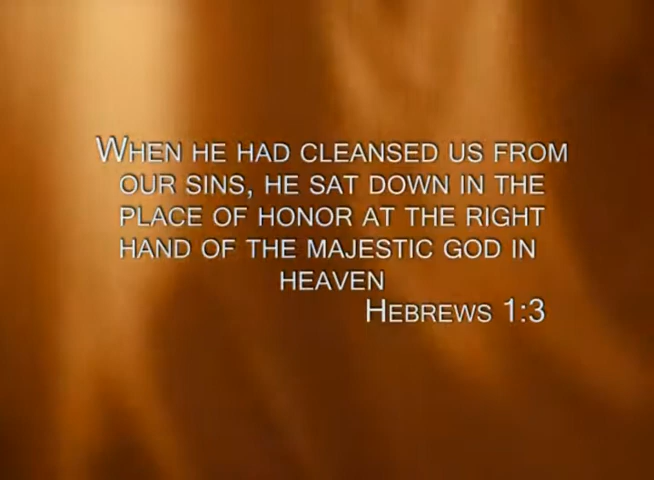 When he had cleansed us from
our sins, he sat down in the
place of honor at the right
hand of the majestic god in
heaven
Hebrews 1:3